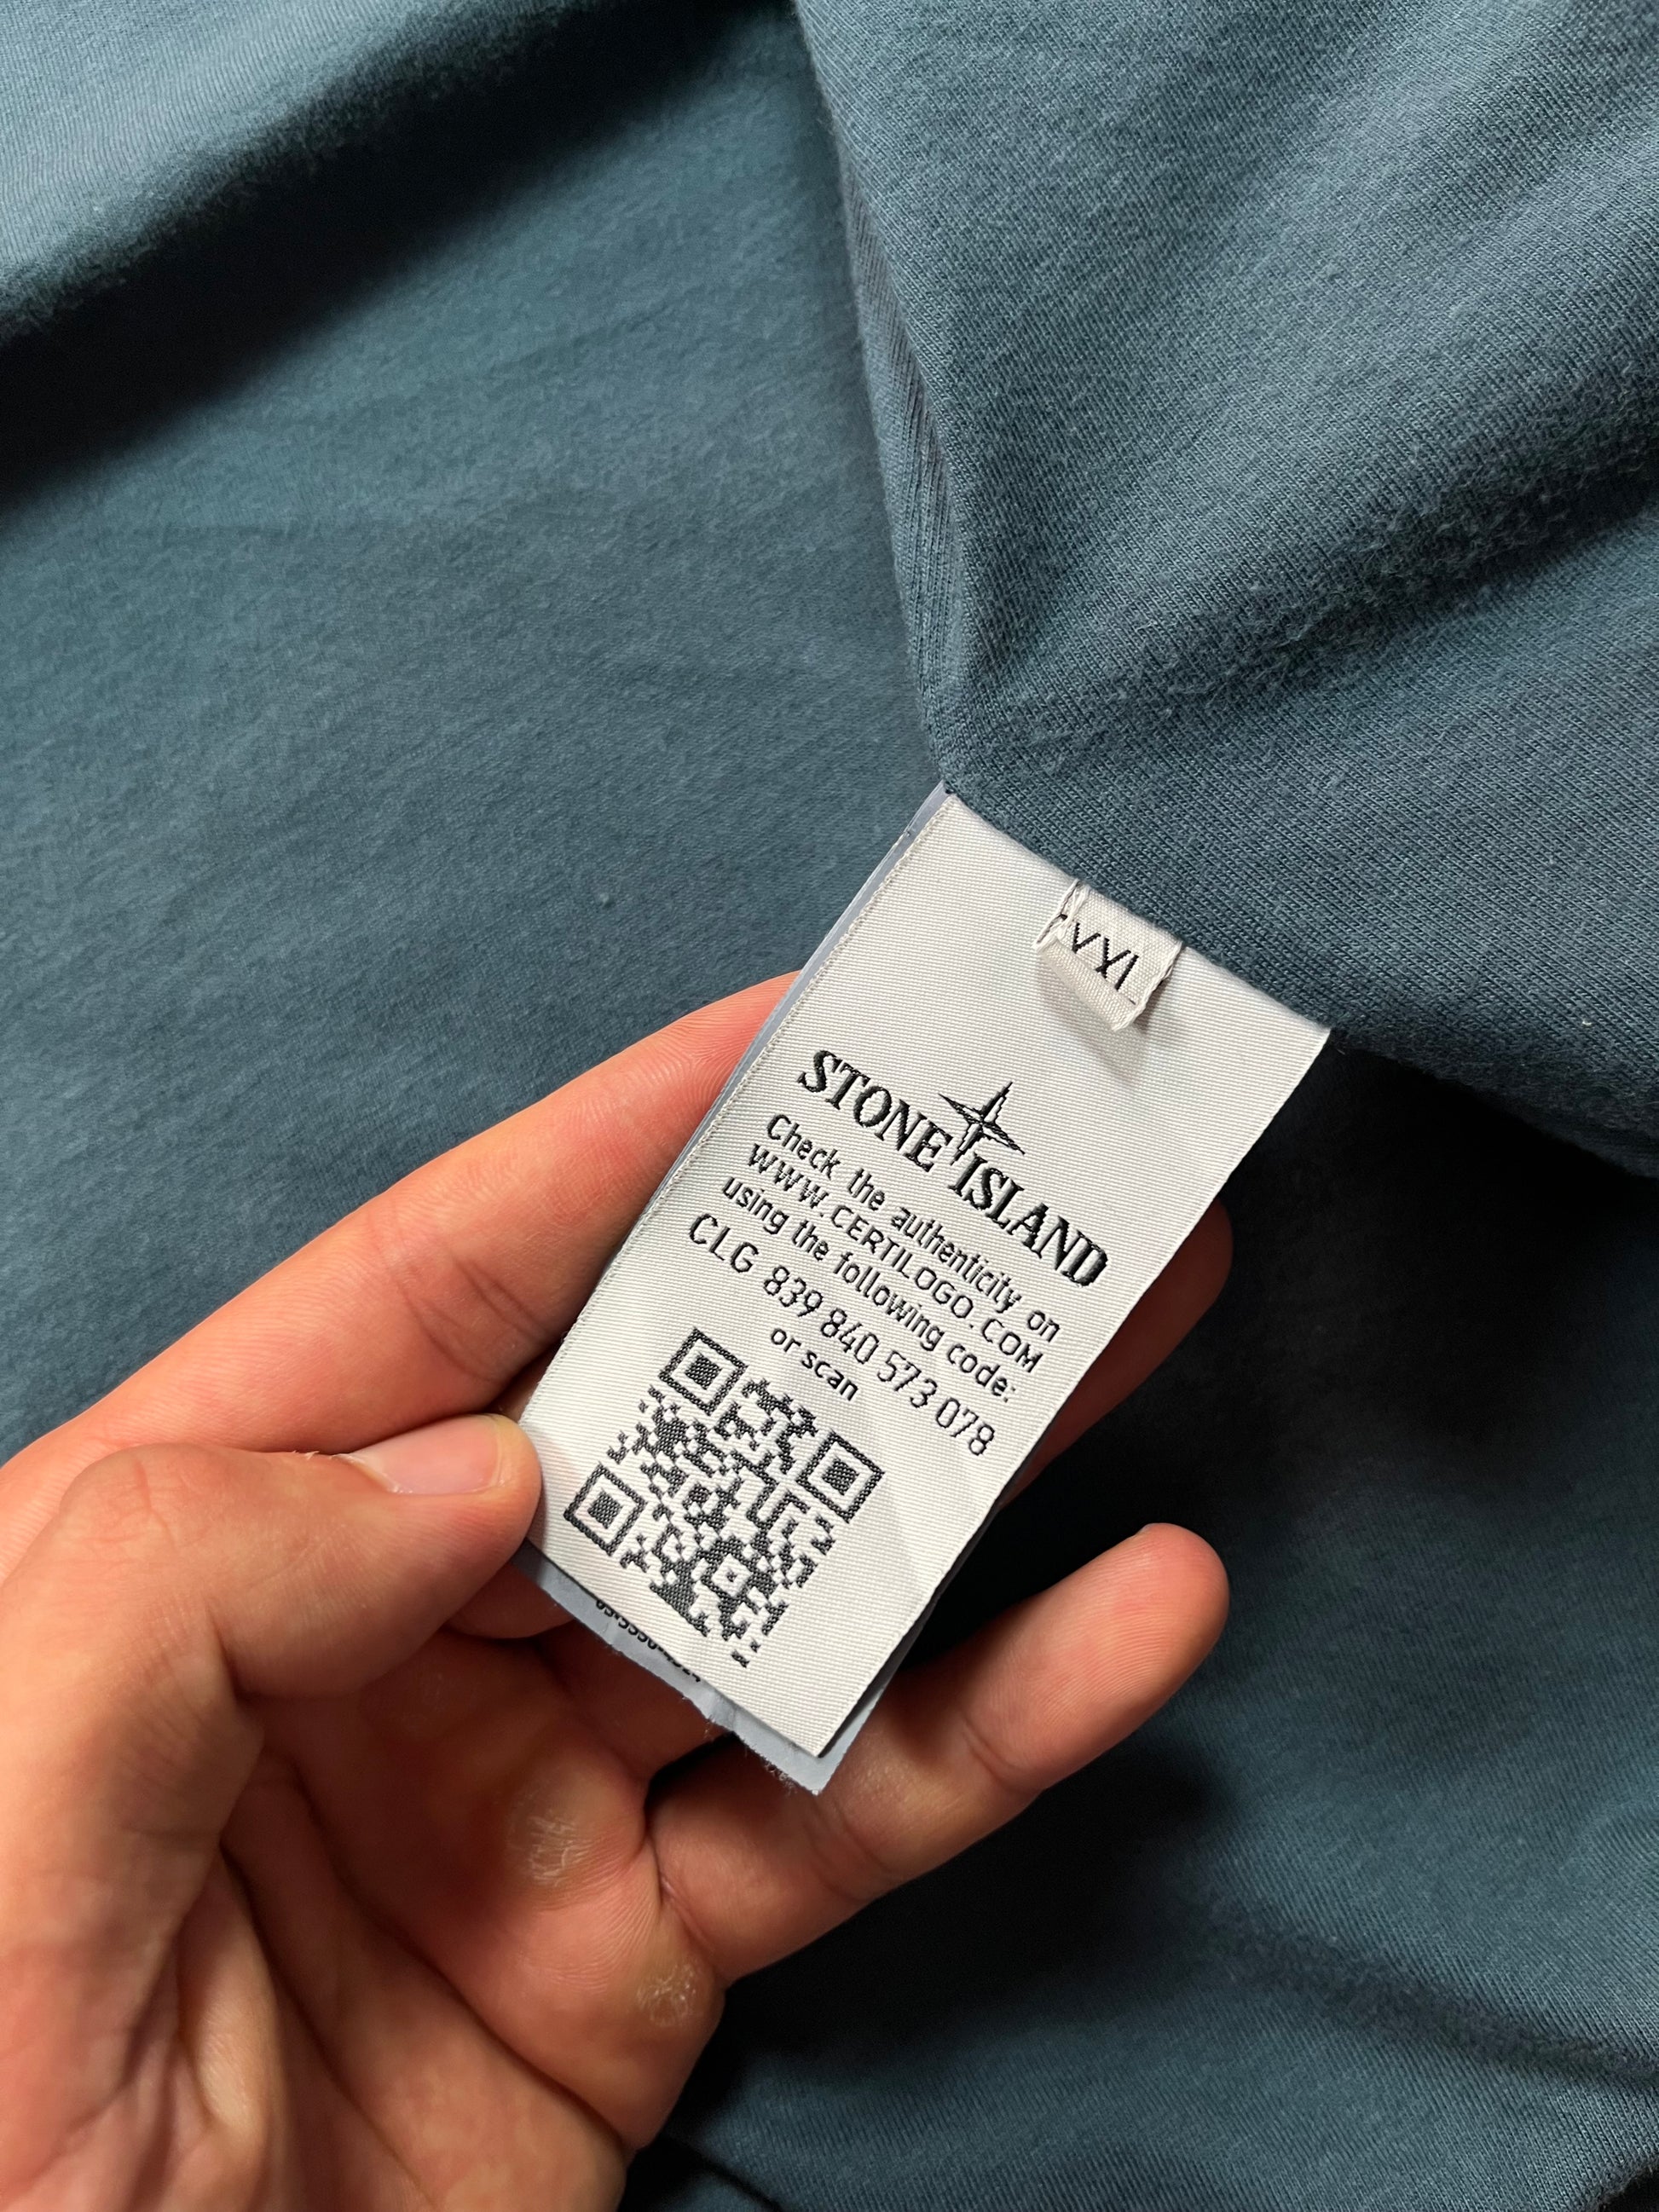 STONE ISLAND
Check the authenticity on
WWW.CERTILOGO.COM
using the following code:
CLG 839 840 573 078
or scan